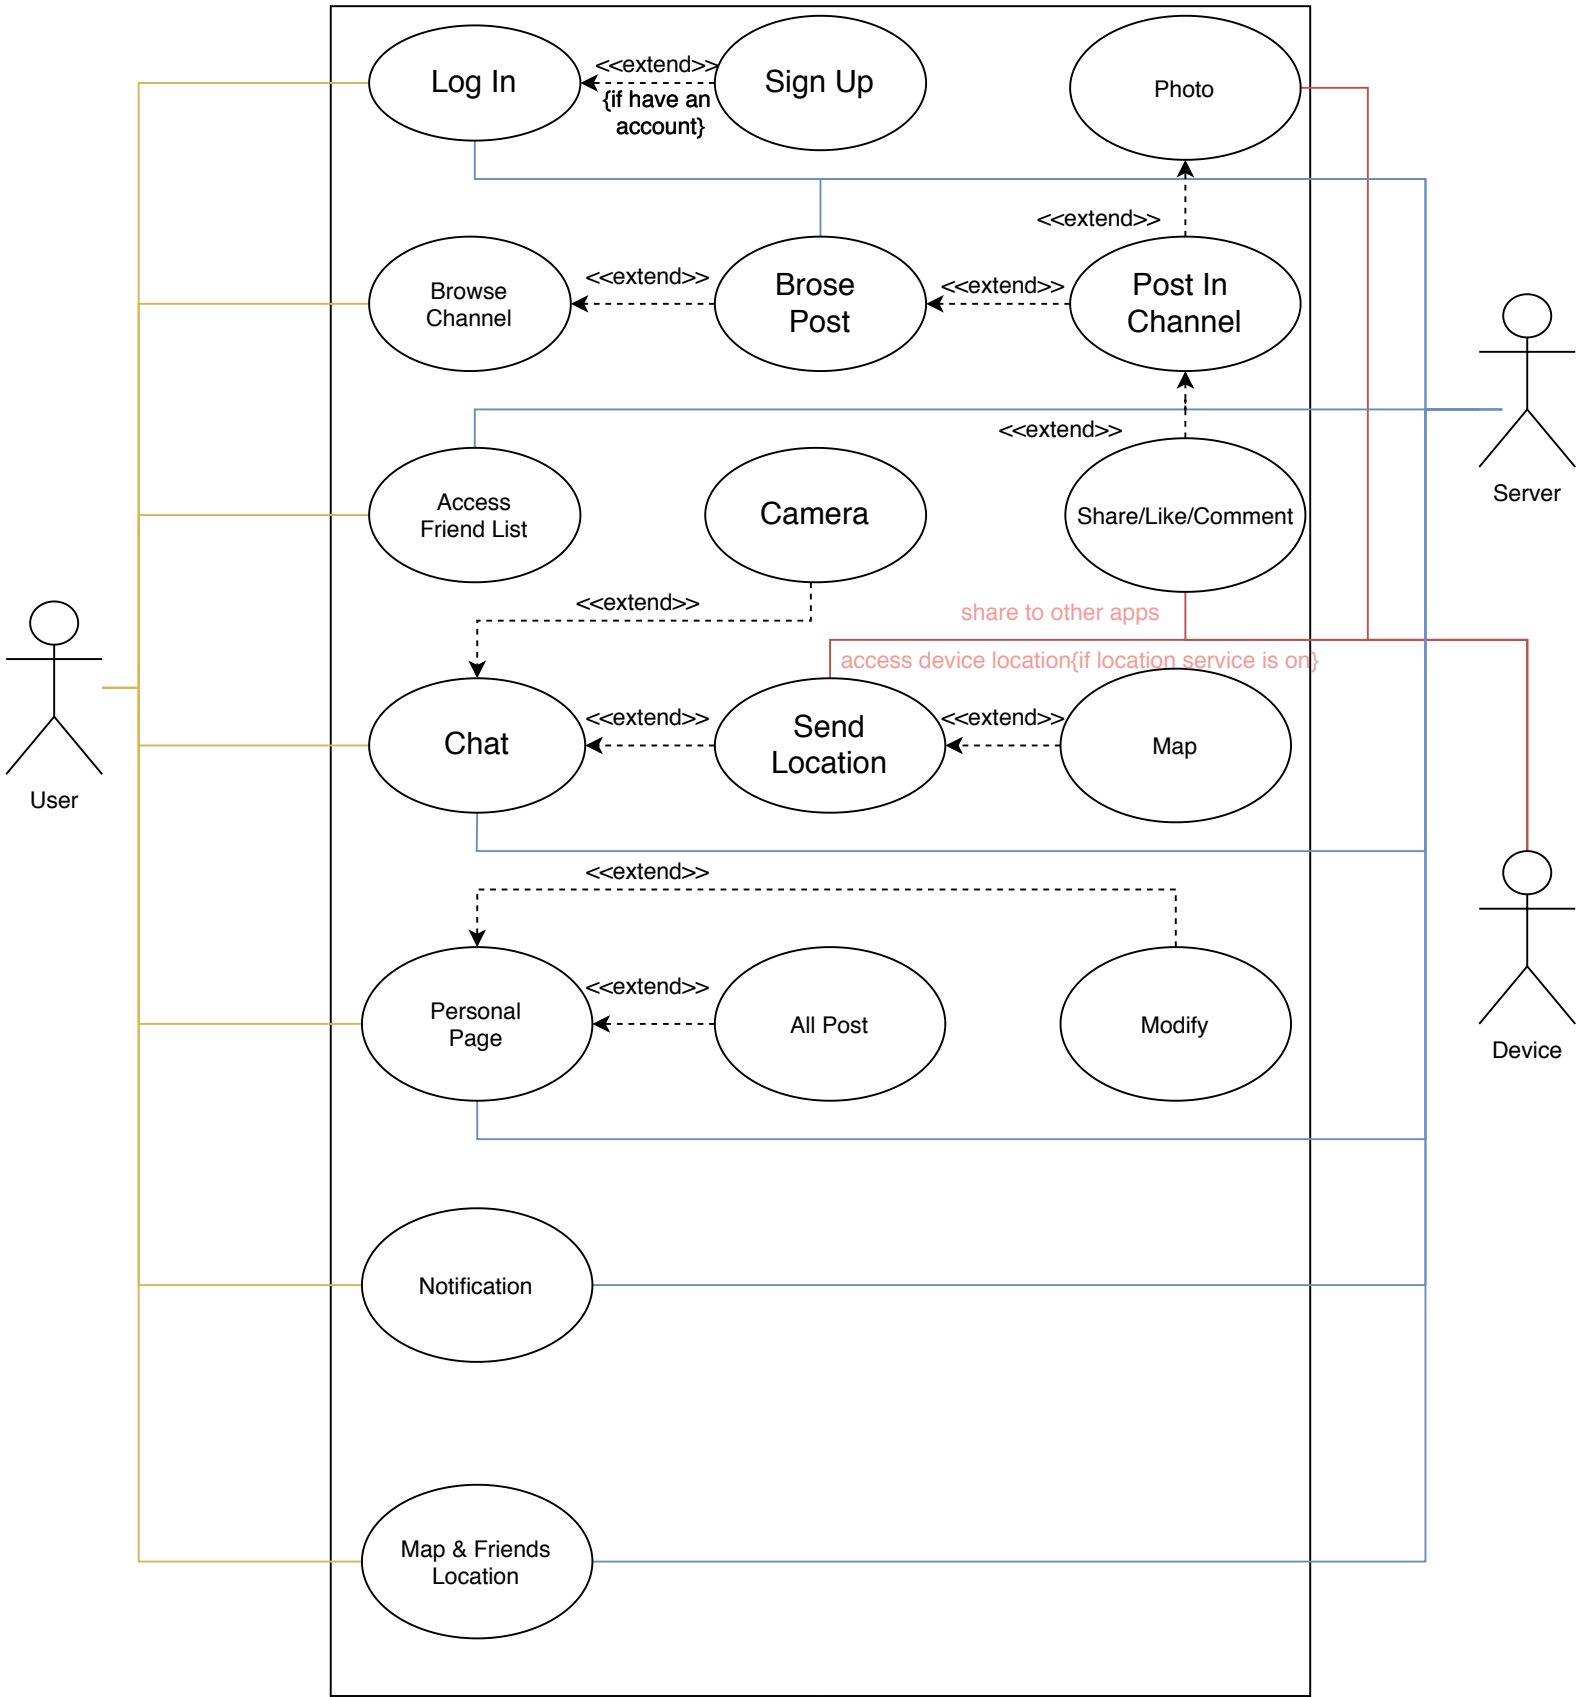 Log In
<<extend>>
{if have an
account}
Sign Up
Photo
<<extend>>
Browse
Channel
<<extend>>
Brose
Post
<<extend>>
Post In
Channel
<<extend>>
Access
Friend List
Camera
Share/Like/Comment
Server
<<extend>>
share to other apps
access device location{if location service is on}
User
Chat
<<extend>>
Send
Location
<<extend>>
Map
<<extend>>
Personal
Page
<<extend>>
All Post
Modify
Device
Notification
Map & Friends
Location